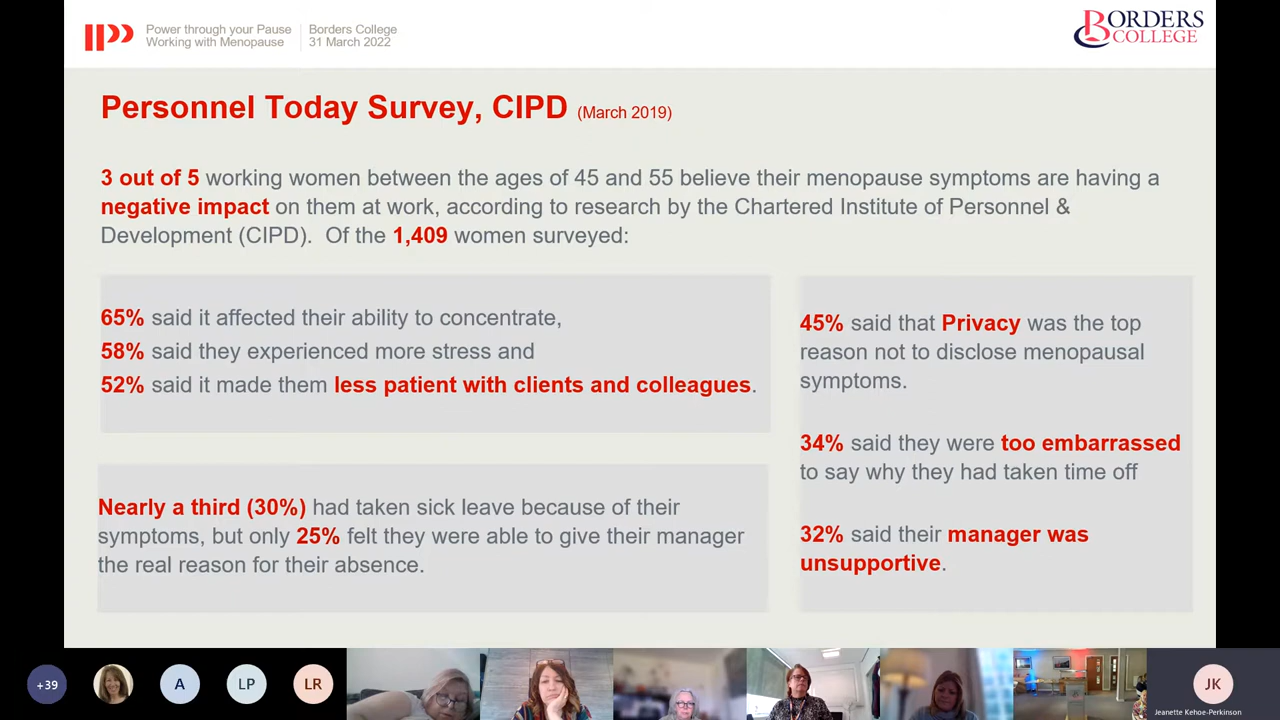 Power through your Pause
Working with Menopause
Borders College
31 March 2022
BORDERS
COLLEGE
Personnel Today Survey, CIPD (March 2019)
3 out of 5 working women between the ages of 45 and 55 believe their menopause symptoms are having a
negative impact on them at work, according to research by the Chartered Institute of Personnel &
Development (CIPD).  Of the 1,409 women surveyed:
65% said it affected their ability to concentrate,
58% said they experienced more stress and
52% said it made them less patient with clients and colleagues.
Nearly a third (30%) had taken sick leave because of their
symptoms, but only 25% felt they were able to give their manager
the real reason for their absence.
45% said that Privacy was the top
reason not to disclose menopausal
symptoms.
34% said they were too embarrassed
to say why they had taken time off
32% said their manager was
unsupportive.
+39
A
LP
LR
JK
Jeanette Kehoe-Perkinson